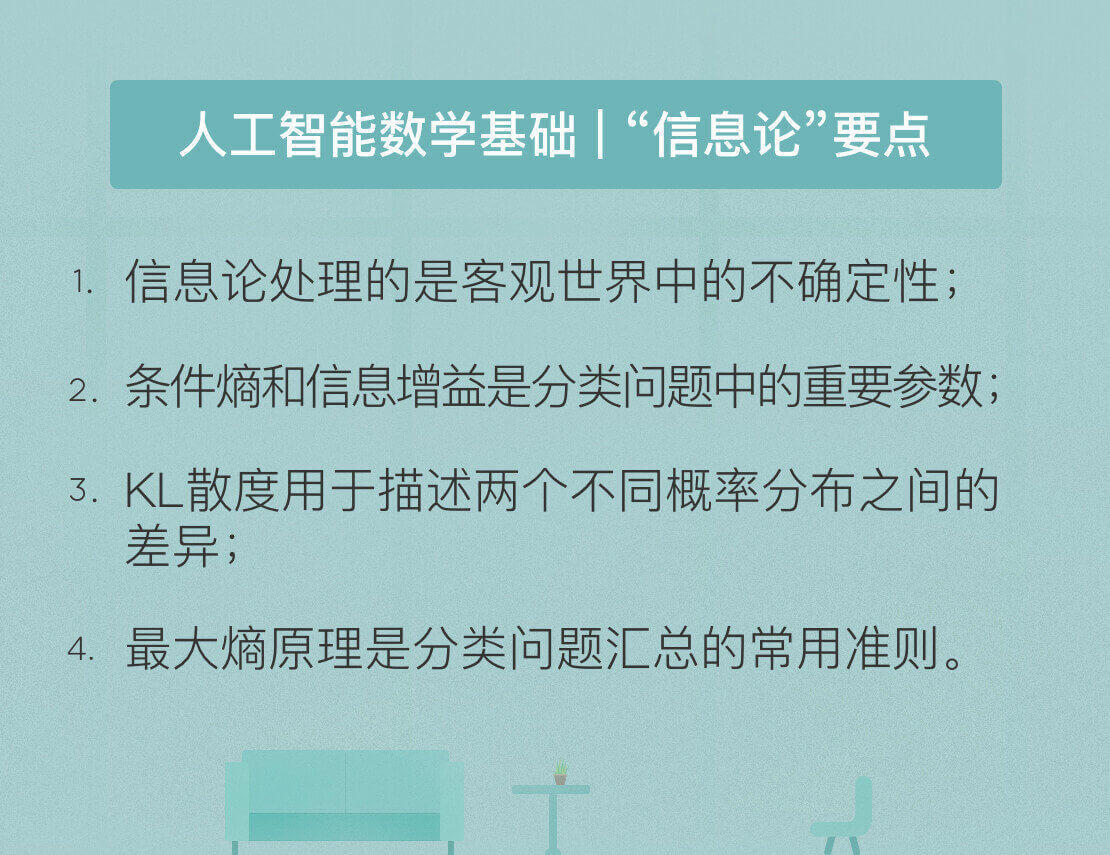 人工智能数学基础 | “信息论”要点
1. 信息论处理的是客观世界中的不确定性；
2. 条件熵和信息增益是分类问题中的重要参数；
3. KL散度用于描述两个不同概率分布之间的
差异；
4. 最大熵原理是分类问题汇总的常用准则。